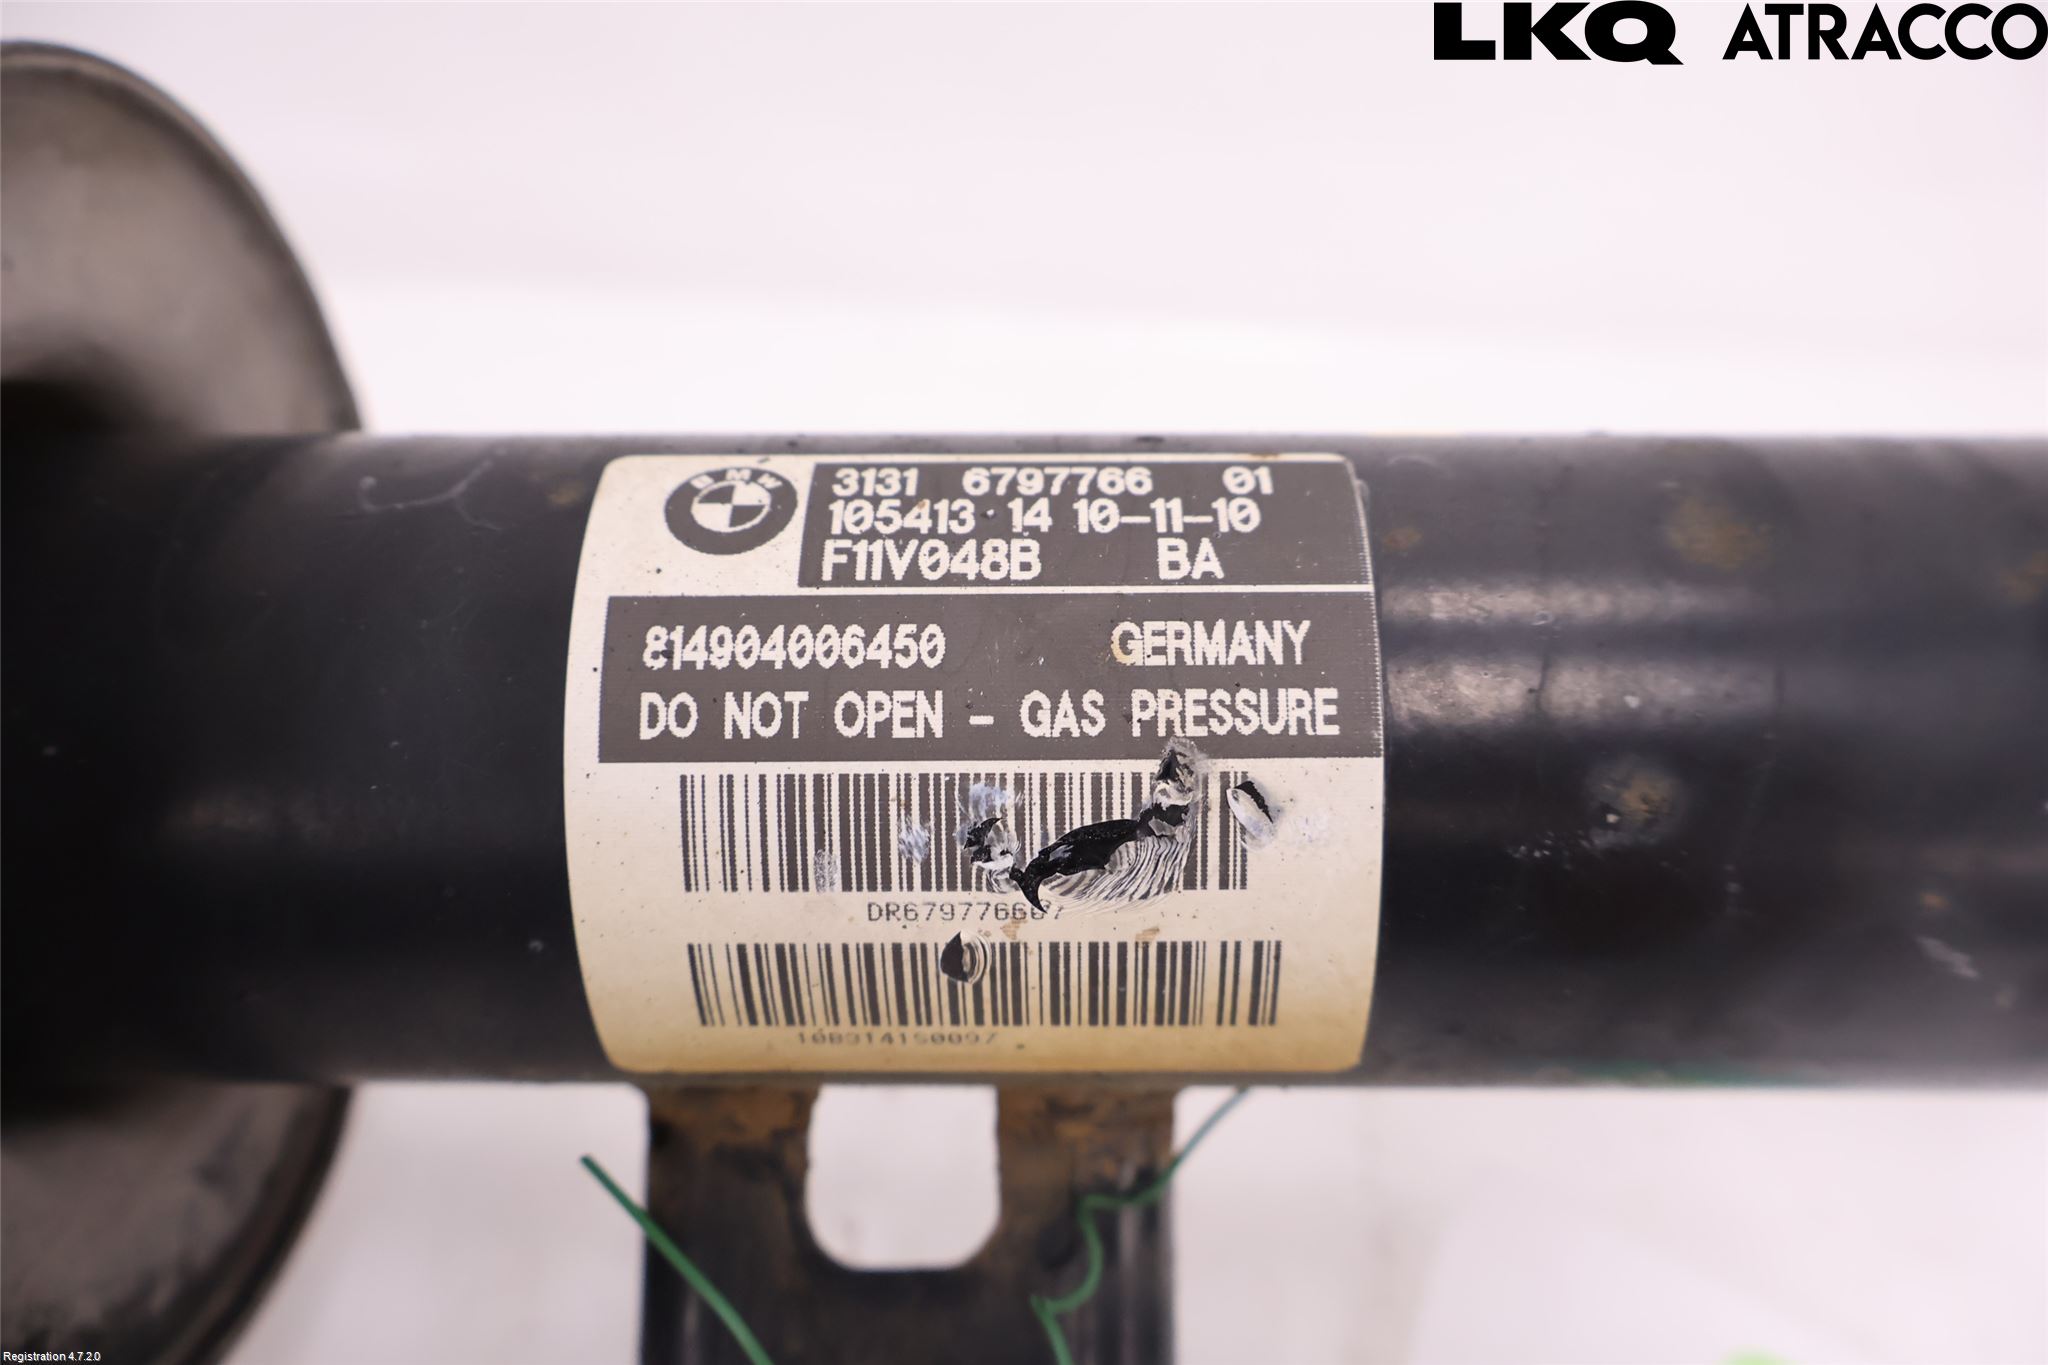 LKQ ATRACCO
BMW
3131 6797766 01
105413 14 10-11-10
F11V048B BA
814904006450 GERMANY
DO NOT OPEN - GAS PRESSURE
Registration 4.7.2.0